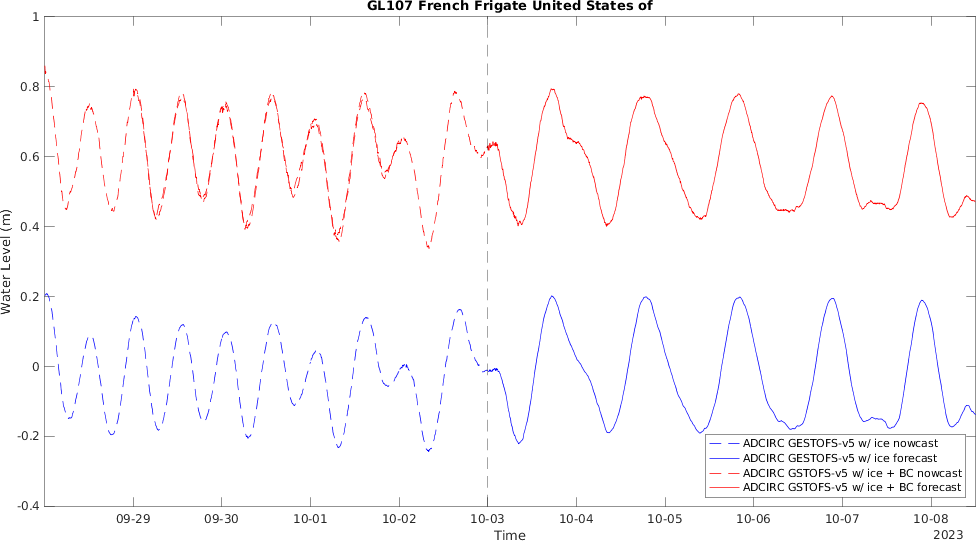 GL107 French Frigate United States of
1
0.8
0.6
0.4
0.2
0
-0.2
-0.4
Water Level (m)
ADCIRC GESTOFS-v5 w/ ice nowcast
ADCIRC GESTOFS-v5 w/ ice forecast
ADCIRC GSTOFS-v5 w/ ice + BC nowcast
ADCIRC GSTOFS-v5 w/ ice + BC forecast
09-29 09-30 10-01 10-02 10-03 10-04 10-05 10-06 10-07 10-08
Time
2023